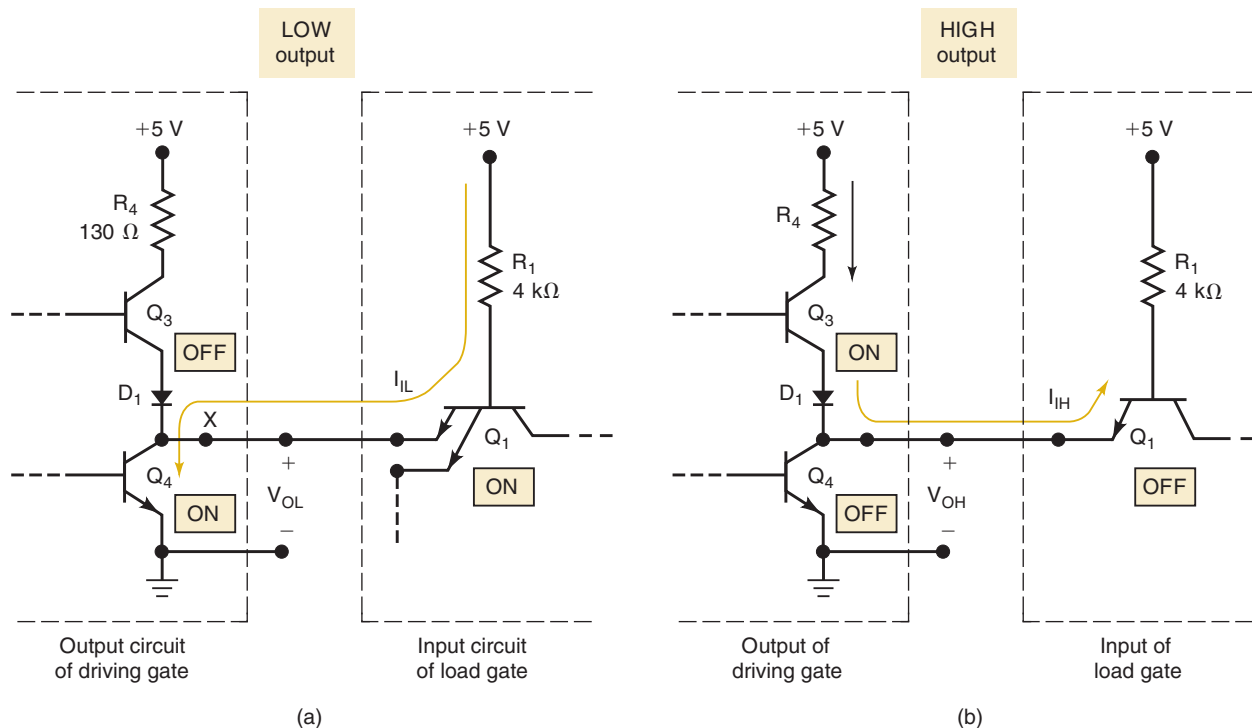 LOW
output
+5 V
+5 V
R4
130 Ω
R1
4 kΩ
Q3
OFF
D1
IIL
X
Q1
Q4
ON
+
VOL
−
ON
Output circuit
of driving gate
Input circuit
of load gate
(a)
HIGH
output
+5 V
+5 V
R4
R1
4 kΩ
Q3
ON
D1
IIH
Q1
Q4
OFF
+
VOH
−
OFF
Output of
driving gate
Input of
load gate
(b)